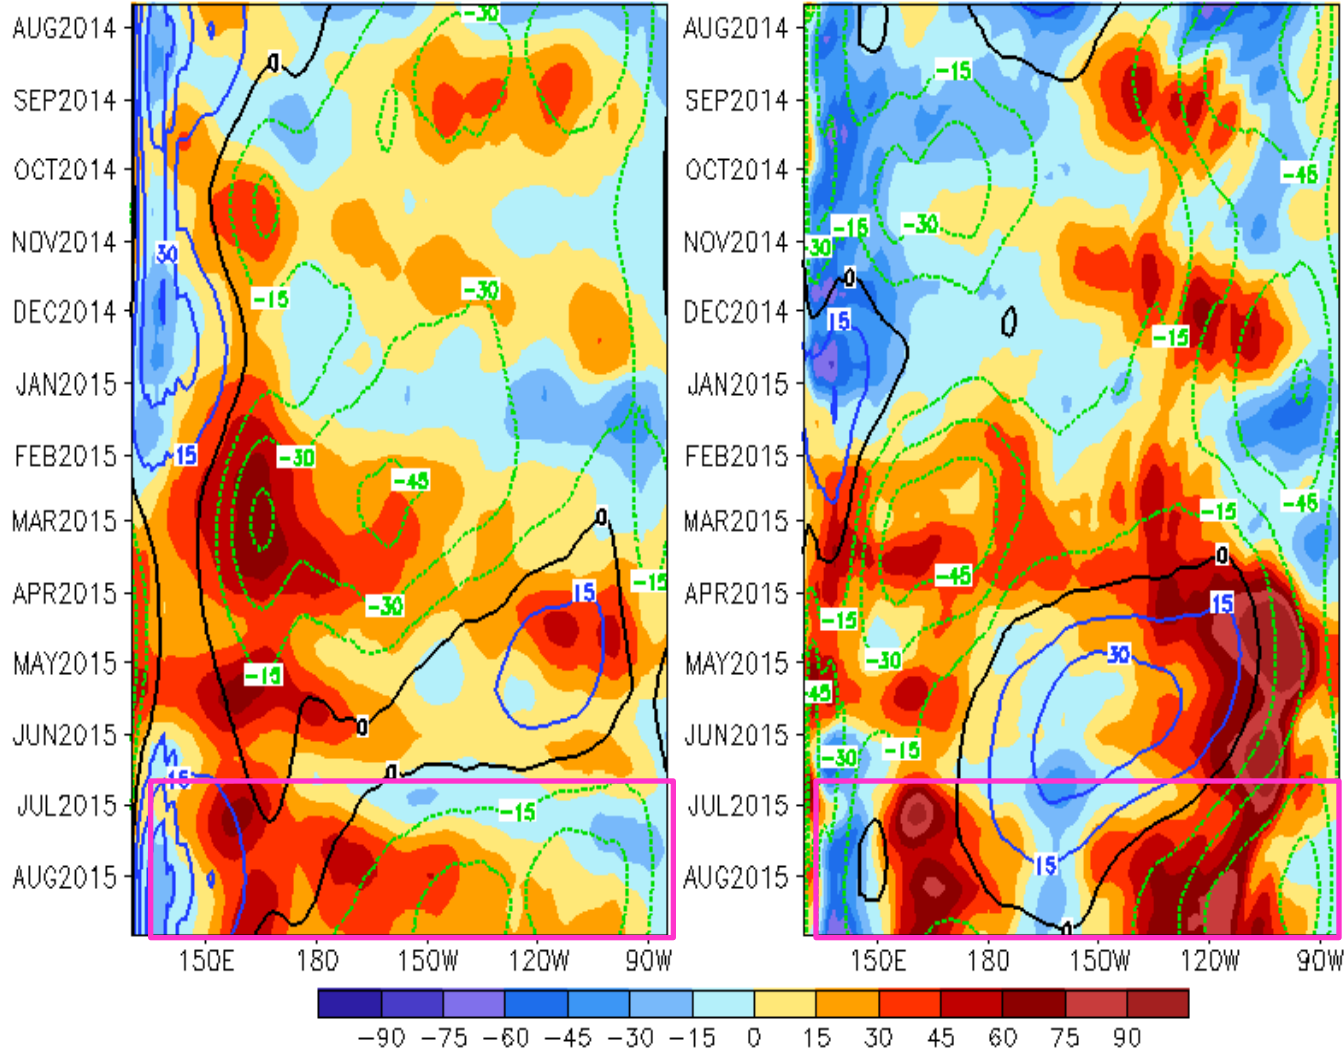 AUG2014
SEP2014
OCT2014
NOV2014
DEC2014
JAN2015
FEB2015
MAR2015
APR2015
MAY2015
JUN2015
JUL2015
AUG2015
150E 180 150W 120W 90W
-30
0
30
-15
-30
15
-30
-45
0
-15
15
-30
-15
0
0
15
-15
AUG2014
SEP2014
OCT2014
NOV2014
DEC2014
JAN2015
FEB2015
MAR2015
APR2015
MAY2015
JUN2015
JUL2015
AUG2015
150E 180 150W 120W 90W
-15
-45
-15
-30
-30
0
15
-15
-45
-15
0
-45
15
-15
30
-30
-45
-15
-30
15
0
-90 -75 -60 -45 -30 -15 0 15 30 45 60 75 90